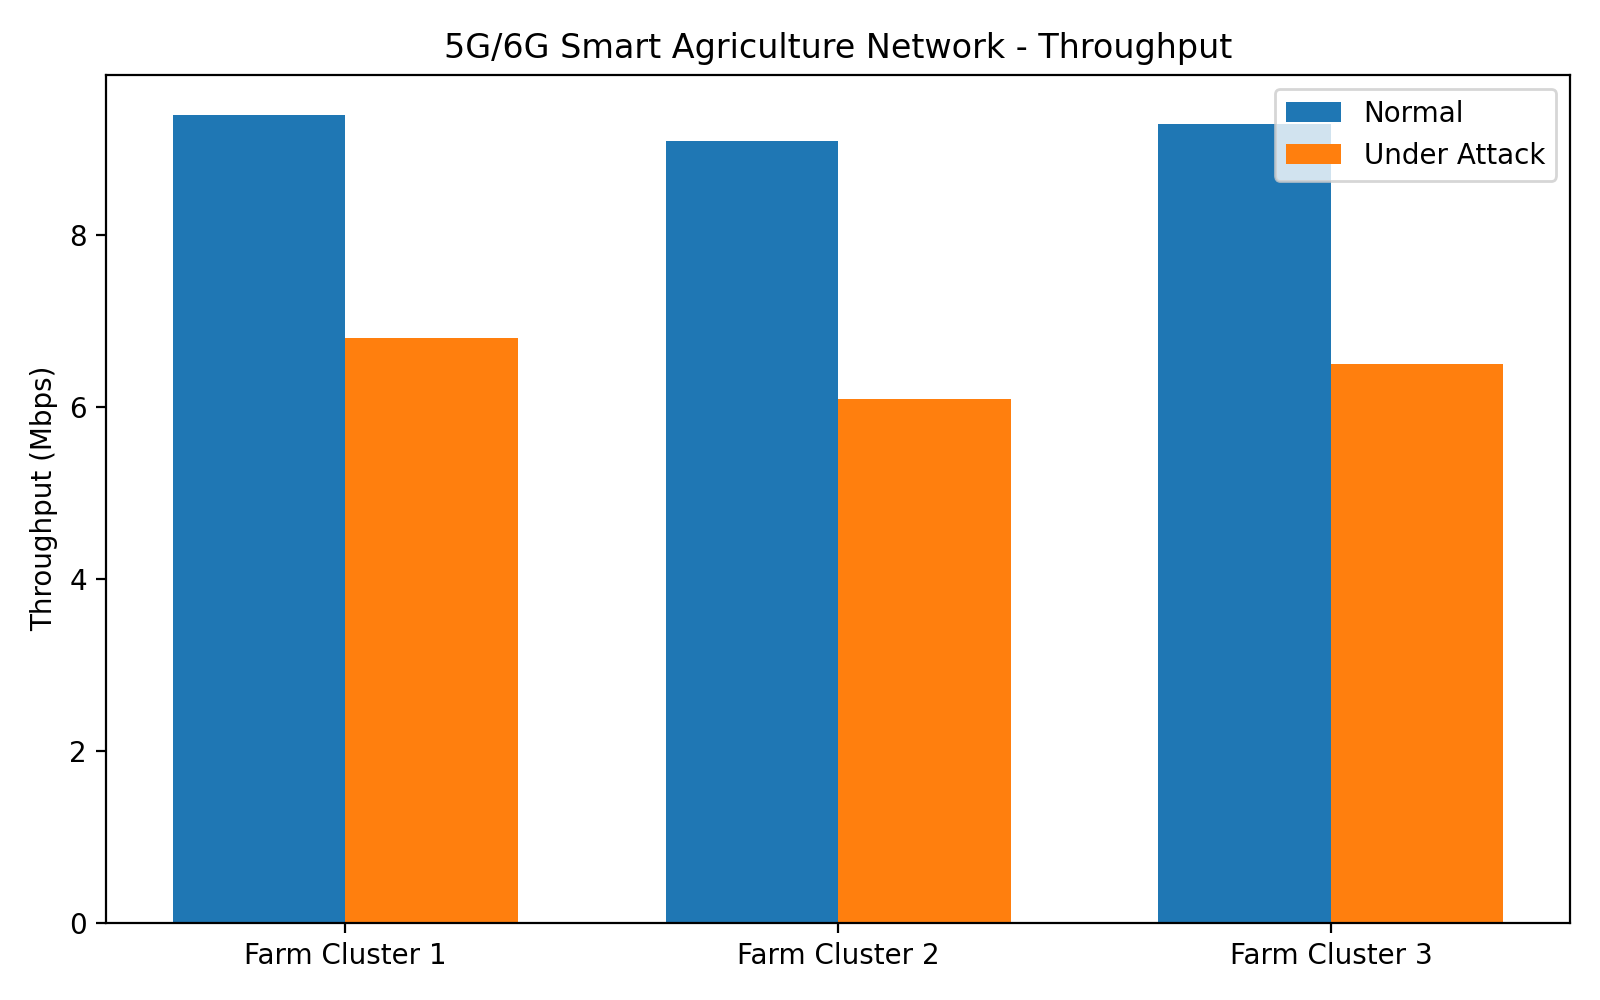 5G/6G Smart Agriculture Network - Throughput
Normal
Under Attack
Throughput (Mbps)
8
6
4
2
0
Farm Cluster 1
Farm Cluster 2
Farm Cluster 3